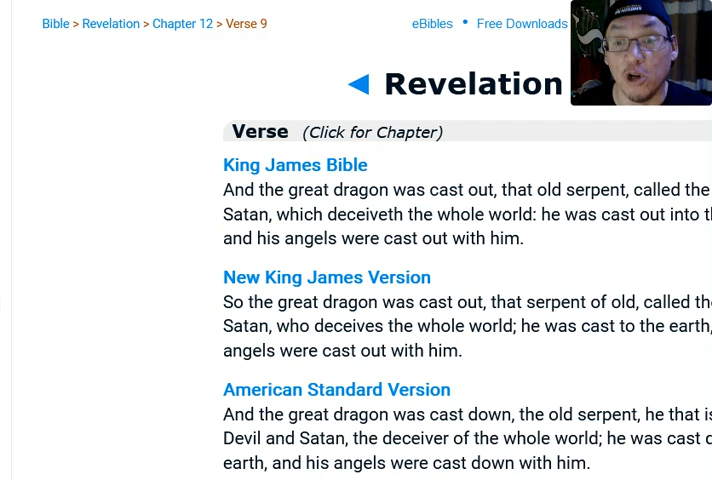 Bible > Revelation > Chapter 12 > Verse 9
eBibles • Free Downloads
◄ Revelation
Verse (Click for Chapter)
King James Bible
And the great dragon was cast out, that old serpent, called the
Satan, which deceiveth the whole world: he was cast out into
and his angels were cast out with him.
New King James Version
So the great dragon was cast out, that serpent of old, called
Satan, who deceives the whole world; he was cast to the earth,
angels were cast out with him.
American Standard Version
And the great dragon was cast down, the old serpent, he that
Devil and Satan, the deceiver of the whole world; he was cast
earth, and his angels were cast down with him.